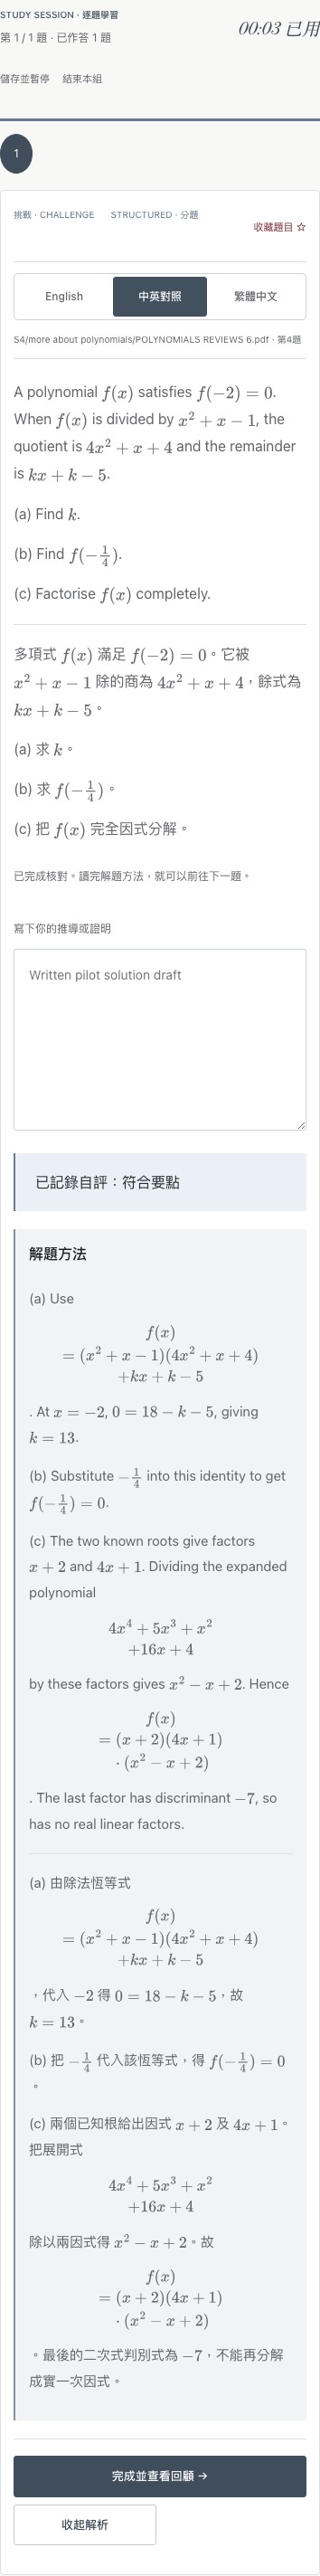 STUDY SESSION · 逐題學習
00:03 已用
第 1 / 1 題 · 已作答 1 題
儲存並暫停 結束本組
1
挑戰 · CHALLENGE STRUCTURED · 分題
收藏題目 ☆
English 中英對照 繁體中文
S4/more about polynomials/POLYNOMIALS REVIEWS 6.pdf · 第4題
A polynomial f(x) satisfies f(−2) = 0.
When f(x) is divided by x² + x − 1, the
quotient is 4x² + x + 4 and the remainder
is kx + k − 5.
(a) Find k.
(b) Find f(−1/4).
(c) Factorise f(x) completely.
多項式 f(x) 滿足 f(−2) = 0。它被
x² + x − 1 除的商為 4x² + x + 4，餘式為
kx + k − 5。
(a) 求 k。
(b) 求 f(−1/4)。
(c) 把 f(x) 完全因式分解。
已完成核對。讀完解題方法，就可以前往下一題。
寫下你的推導或證明
Written pilot solution draft
已記錄自評：符合要點
解題方法
(a) Use
f(x)
= (x² + x − 1)(4x² + x + 4)
+kx + k − 5
. At x = −2, 0 = 18 − k − 5, giving
k = 13.
(b) Substitute −1/4 into this identity to get
f(−1/4) = 0.
(c) The two known roots give factors
x + 2 and 4x + 1. Dividing the expanded
polynomial
4x⁴ + 5x³ + x²
+16x + 4
by these factors gives x² − x + 2. Hence
f(x)
= (x + 2)(4x + 1)
· (x² − x + 2)
. The last factor has discriminant −7, so
has no real linear factors.
(a) 由除法恆等式
f(x)
= (x² + x − 1)(4x² + x + 4)
+kx + k − 5
，代入 −2 得 0 = 18 − k − 5，故
k = 13。
(b) 把 −1/4 代入該恆等式，得 f(−1/4) = 0
。
(c) 兩個已知根給出因式 x + 2 及 4x + 1。
把展開式
4x⁴ + 5x³ + x²
+16x + 4
除以兩因式得 x² − x + 2。故
f(x)
= (x + 2)(4x + 1)
· (x² − x + 2)
。最後的二次式判別式為 −7，不能再分解
成實一次因式。
完成並查看回顧 →
收起解析